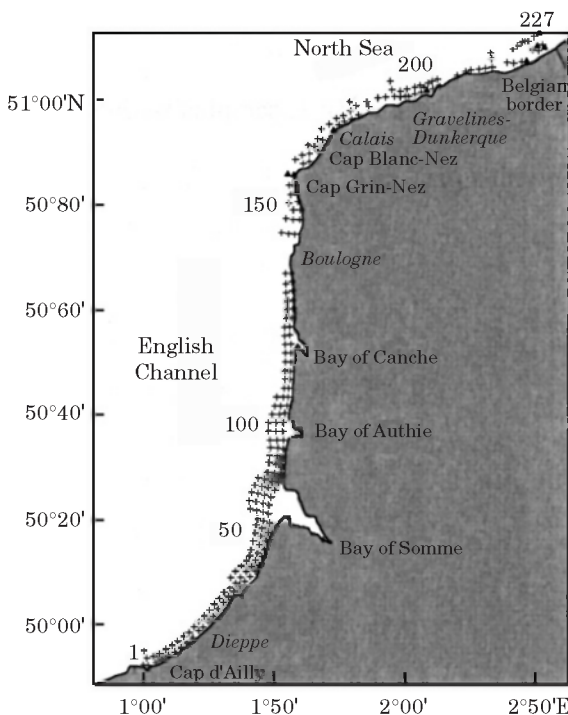 227
North Sea
200
51°00'N
Belgian
border
Gravelines-
Dunkerque
Calais
Cap Blanc-Nez
Cap Grin-Nez
50°80'
150
Boulogne
50°60'
English
Channel
Bay of Canche
50°40'
100
Bay of Authie
50°20'
50
Bay of Somme
50°00'
Dieppe
1
Cap d'Ailly
1°00'
1°50'
2°00'
2°50'E